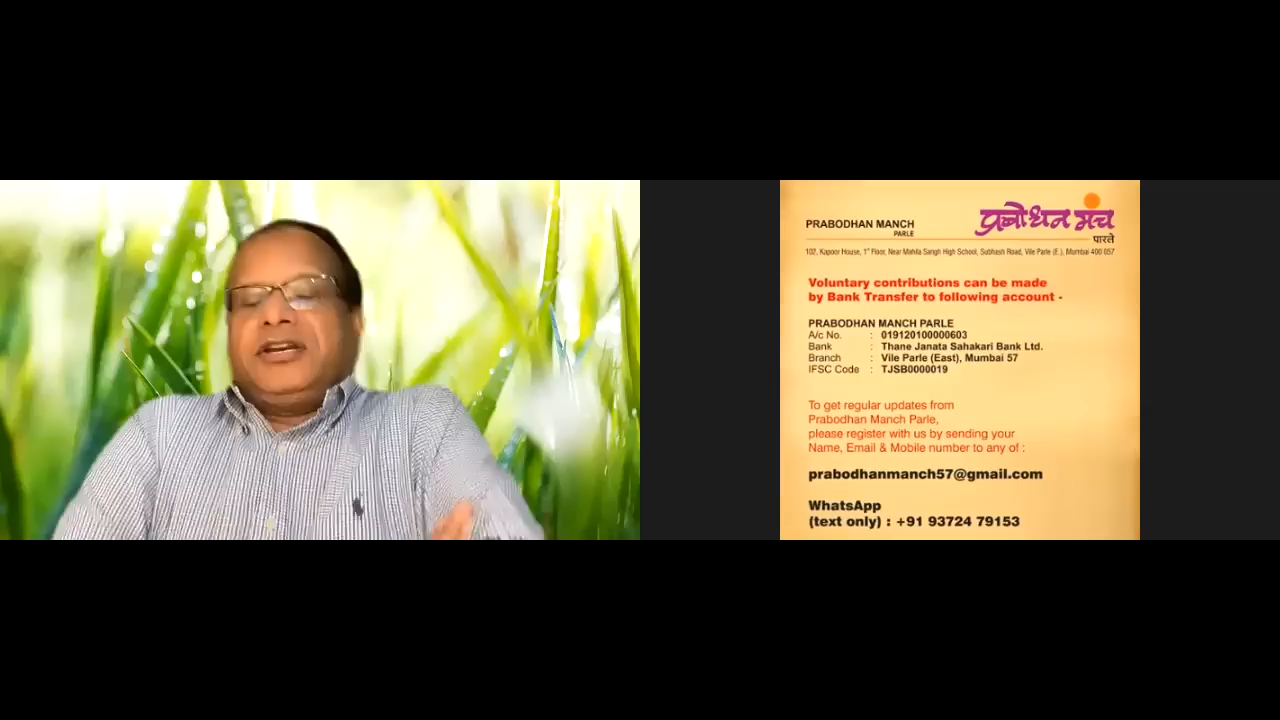 PRABODHAN MANCH
PARLE
प्रबोधन मंच
पारले
102, Kapoor House, 1st Floor, Near Mahila Sangh High School, Subhash Road, Vile Parle (E.), Mumbai 400 057
Voluntary contributions can be made
by Bank Transfer to following account -
PRABODHAN MANCH PARLE
A/c No. : 019120100000603
Bank : Thane Janata Sahakari Bank Ltd.
Branch : Vile Parle (East), Mumbai 57
IFSC Code : TJSB0000019
To get regular updates from
Prabodhan Manch Parle,
please register with us by sending your
Name, Email & Mobile number to any of :
prabodhanmanch57@gmail.com
WhatsApp
(text only) : +91 93724 79153